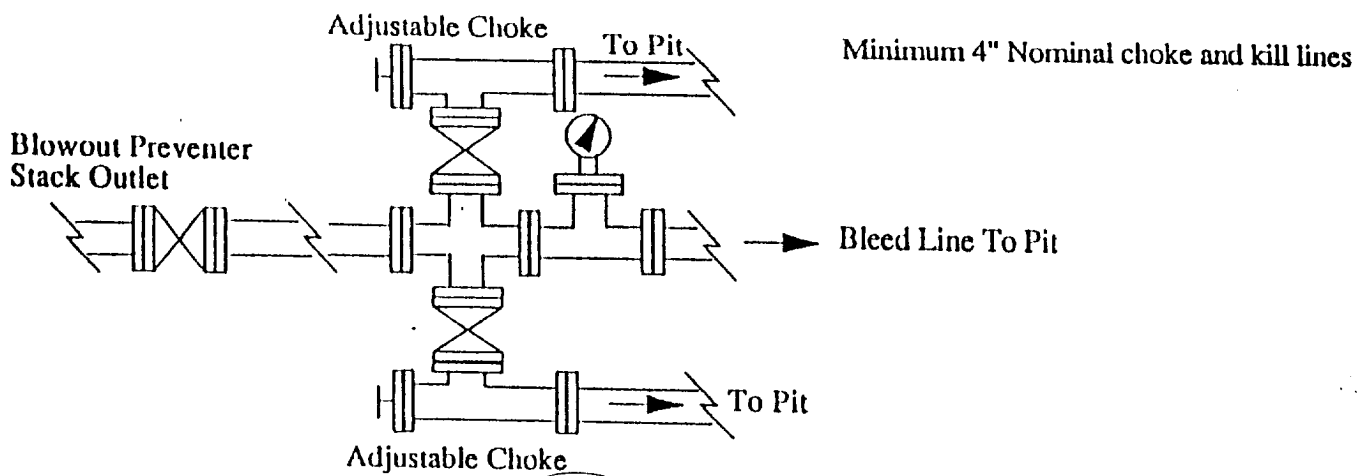 Adjustable Choke
To Pit
Minimum 4" Nominal choke and kill lines
Blowout Preventer
Stack Outlet
Bleed Line To Pit
To Pit
Adjustable Choke